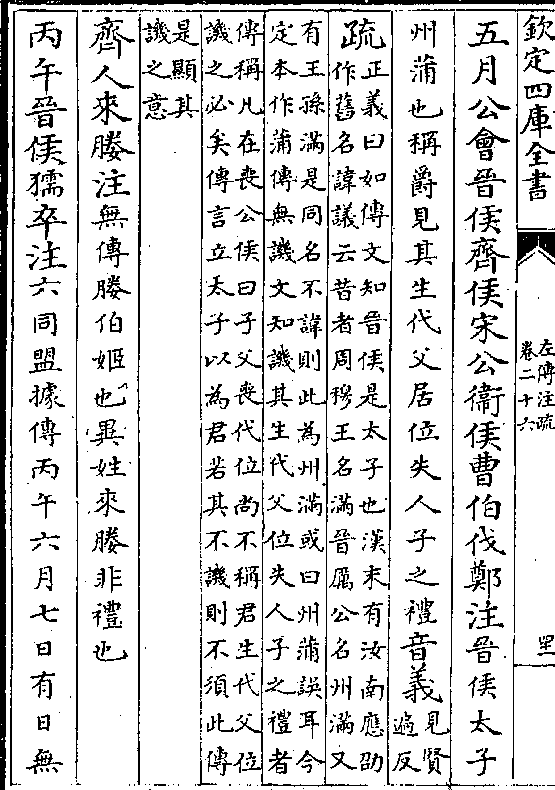 欽定四庫全書
左傳注疏
卷二十六
五月公會晉侯齊侯宋公衞侯曹伯伐鄭注晉侯太子
州蒲也稱爵見其生代父居位失人子之禮音義見賢
遍反
疏正義曰如傳文知晉侯是太子也漢末有汝南應劭
作舊名諱議云昔者周穆王名滿晉厲公名州滿又
有王孫滿是同名不諱則此為州滿或曰州蒲誤耳今
定本作蒲傳無譏文知譏其生代父位失人子之禮者
傳稱凡在喪公侯曰子父喪代位尚不稱君生代父位
譏之必矣傳言立太子以為君若其不譏則不須此傳
是顯其
譏之意
齊人來媵注無傳媵伯姬也異姓來媵非禮也
丙午晉侯獳卒注六同盟據傳丙午六月七日有日無